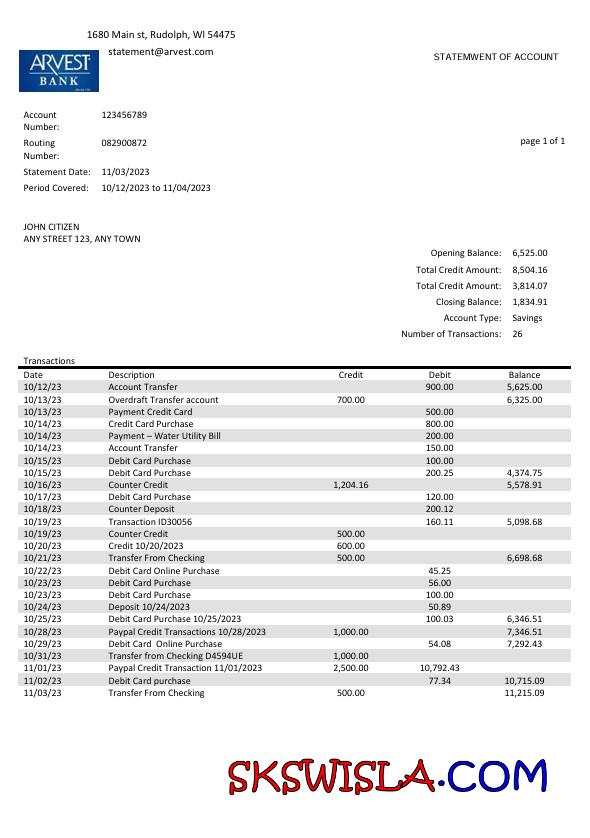 1680 Main st, Rudolph, Wl 54475
statement@arvest.com
STATEMWENT OF ACCOUNT
ARVEST
BANK
Account Number: 123456789
Routing Number: 082900872
page 1 of 1
Statement Date: 11/03/2023
Period Covered: 10/12/2023 to 11/04/2023
JOHN CITIZEN
ANY STREET 123, ANY TOWN
Opening Balance: 6,525.00
Total Credit Amount: 8,504.16
Total Credit Amount: 3,814.07
Closing Balance: 1,834.91
Account Type: Savings
Number of Transactions: 26
Transactions
Date Description Credit Debit Balance
10/12/23 Account Transfer 900.00 5,625.00
10/13/23 Overdraft Transfer account 700.00 6,325.00
10/13/23 Payment Credit Card 500.00
10/14/23 Credit Card Purchase 800.00
10/14/23 Payment – Water Utility Bill 200.00
10/14/23 Account Transfer 150.00
10/15/23 Debit Card Purchase 100.00
10/15/23 Debit Card Purchase 200.25 4,374.75
10/16/23 Counter Credit 1,204.16 5,578.91
10/17/23 Debit Card Purchase 120.00
10/18/23 Counter Deposit 200.12
10/19/23 Transaction ID30056 160.11 5,098.68
10/19/23 Counter Credit 500.00
10/20/23 Credit 10/20/2023 600.00
10/21/23 Transfer From Checking 500.00 6,698.68
10/22/23 Debit Card Online Purchase 45.25
10/23/23 Debit Card Purchase 56.00
10/23/23 Debit Card Purchase 100.00
10/24/23 Deposit 10/24/2023 50.89
10/25/23 Debit Card Purchase 10/25/2023 100.03 6,346.51
10/28/23 Paypal Credit Transactions 10/28/2023 1,000.00 7,346.51
10/29/23 Debit Card Online Purchase 54.08 7,292.43
10/31/23 Transfer from Checking D4594UE 1,000.00
11/01/23 Paypal Credit Transaction 11/01/2023 2,500.00 10,792.43
11/02/23 Debit Card purchase 77.34 10,715.09
11/03/23 Transfer From Checking 500.00 11,215.09
SKSWISLA.COM